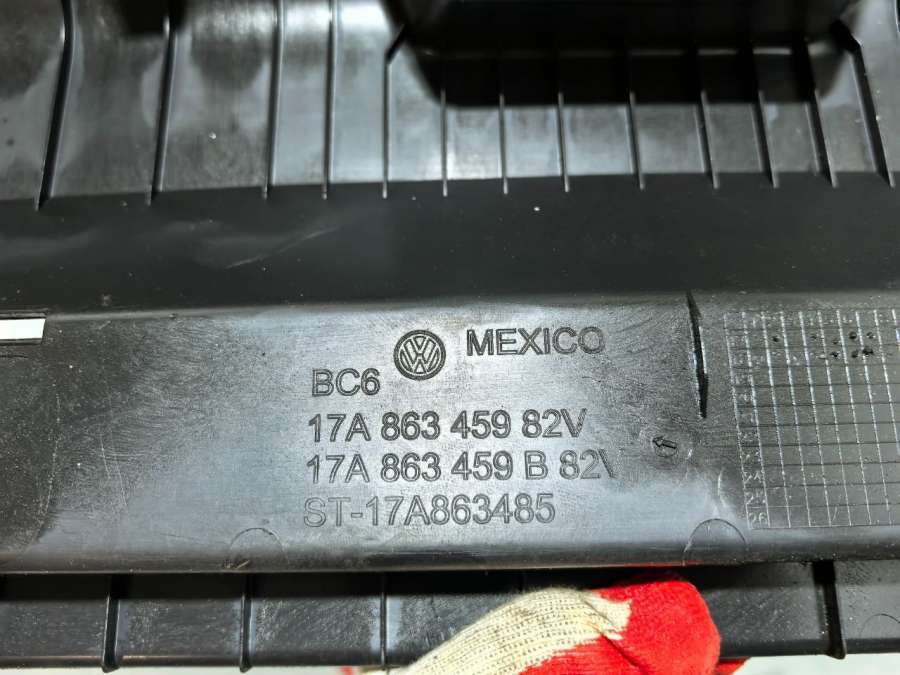 MEXICO
BC6
17A 863 459 82V
17A 863 459 B 82V
ST-17A863485